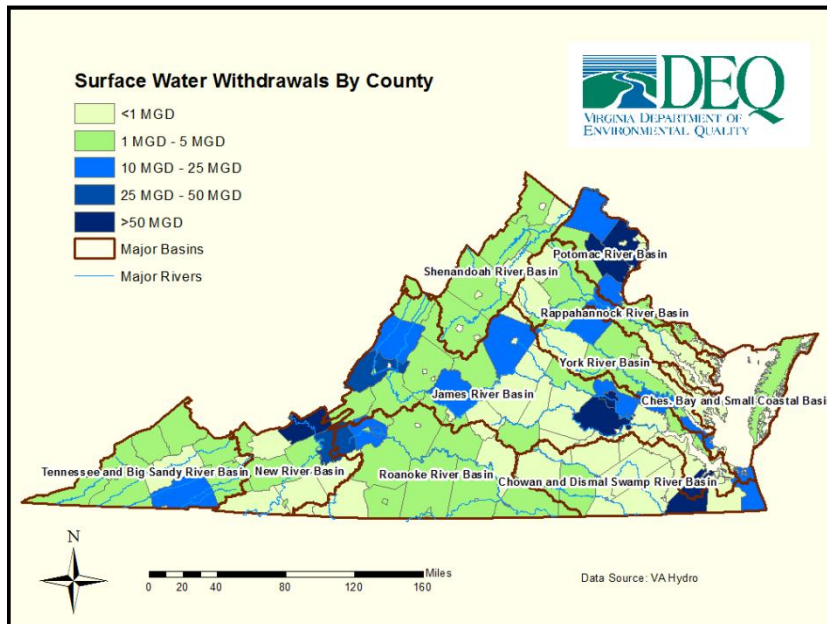 Surface Water Withdrawals By County
<1 MGD
1 MGD - 5 MGD
10 MGD - 25 MGD
25 MGD - 50 MGD
>50 MGD
Major Basins
Major Rivers
DEQ
VIRGINIA DEPARTMENT OF
ENVIRONMENTAL QUALITY
Potomac River Basin
Shenandoah River Basin
Rappahannock River Basin
York River Basin
James River Basin
Ches. Bay and Small Coastal Basin
Tennessee and Big Sandy River Basin
New River Basin
Roanoke River Basin
Chowan and Dismal Swamp River Basin
N
Miles
0 20 40 80 120 160
Data Source: VA Hydro